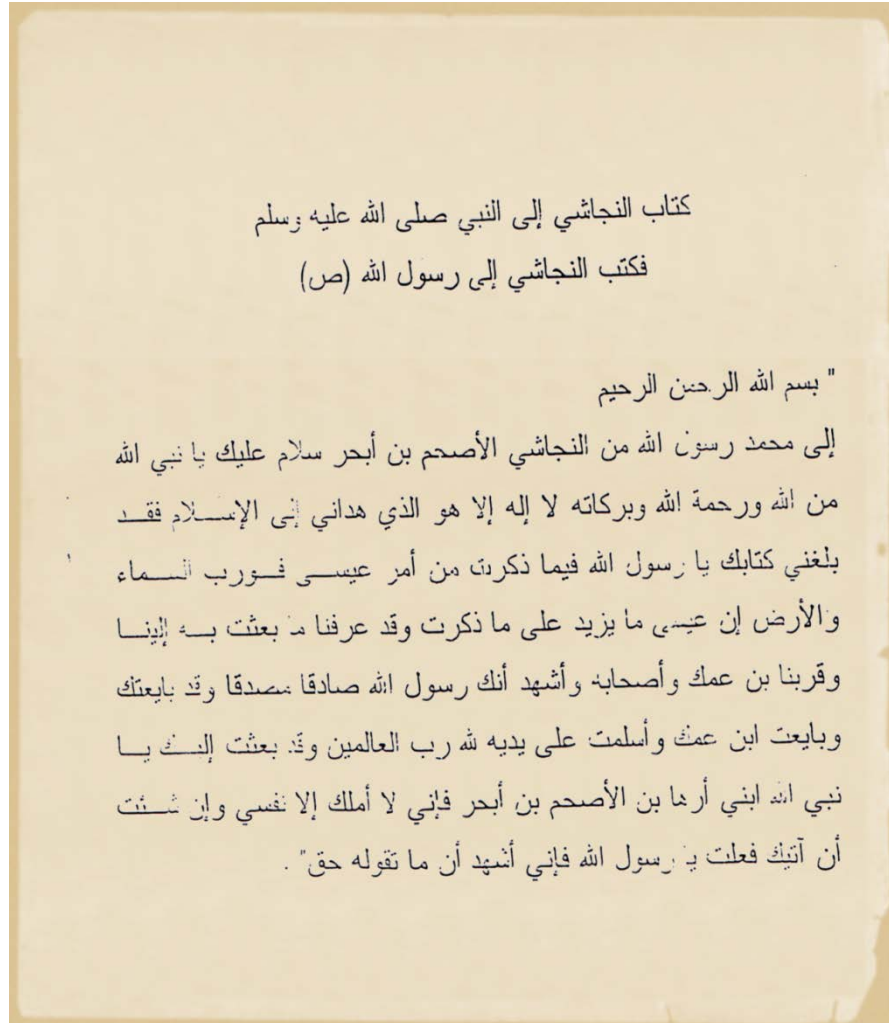 كتاب النجاشي إلى النبي صلى الله عليه وسلم
فكتب النجاشي إلى رسول الله (ص)
" بسم الله الرحمن الرحيم
إلى محمد رسول الله من النجاشي الأصحم بن أبحر سلام عليك يا نبي الله
من الله ورحمة الله وبركاته لا إله إلا هو الذي هداني إلى الإسلام فقد
بلغني كتابك يا رسول الله فيما ذكرت من أمر عيسى فورب السماء
والأرض إن عيسى ما يزيد على ما ذكرت وقد عرفنا ما بعثت به إلينا
وقربنا بن عمك وأصحابه وأشهد أنك رسول الله صادقا مصدقا وقد بايعتك
وبايعت ابن عمك وأسلمت على يديه لله رب العالمين وقد بعثت إليك يا
نبي الله ابني أرها بن الأصحم بن أبحر فإني لا أملك إلا نفسي وإن شئت
أن آتيك فعلت يا رسول الله فإني أشهد أن ما تقوله حق" .